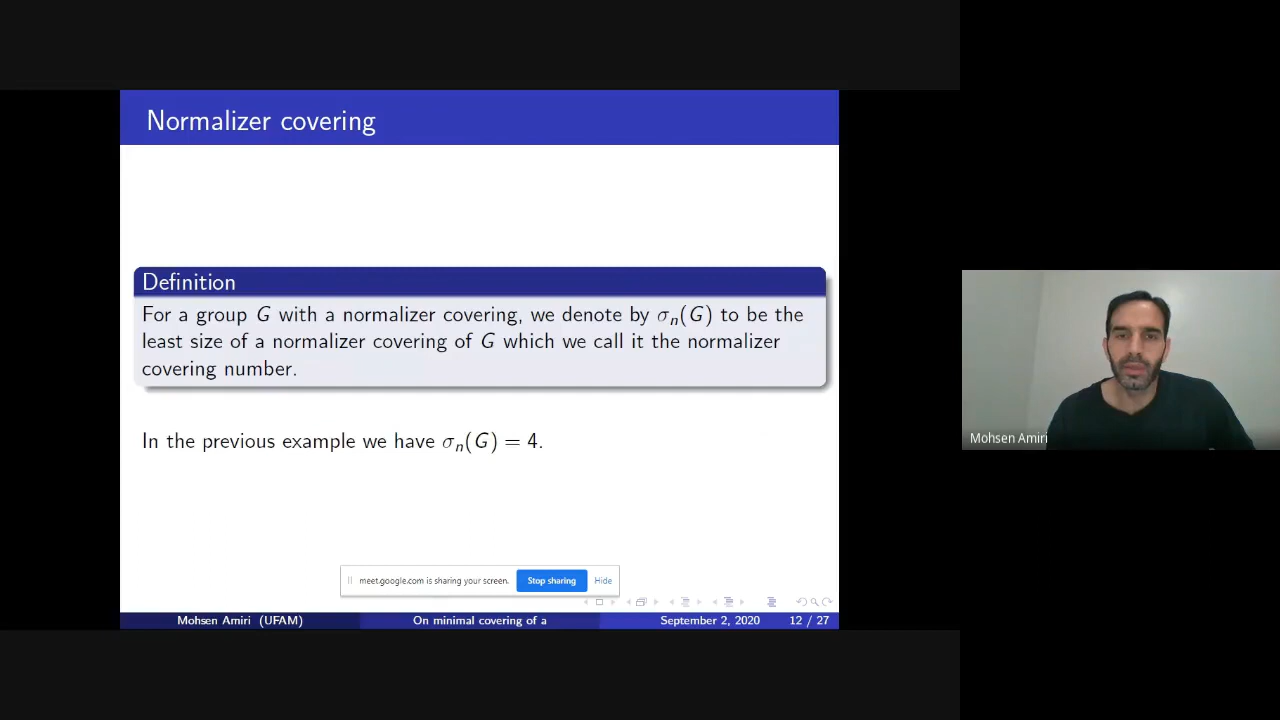 Normalizer covering
Definition
For a group G with a normalizer covering, we denote by σₙ(G) to be the
least size of a normalizer covering of G which we call it the normalizer
covering number.
In the previous example we have σₙ(G) = 4.
meet.google.com is sharing your screen.
Stop sharing
Hide
Mohsen Amiri (UFAM)
On minimal covering of a
September 2, 2020
12 / 27
Mohsen Amiri